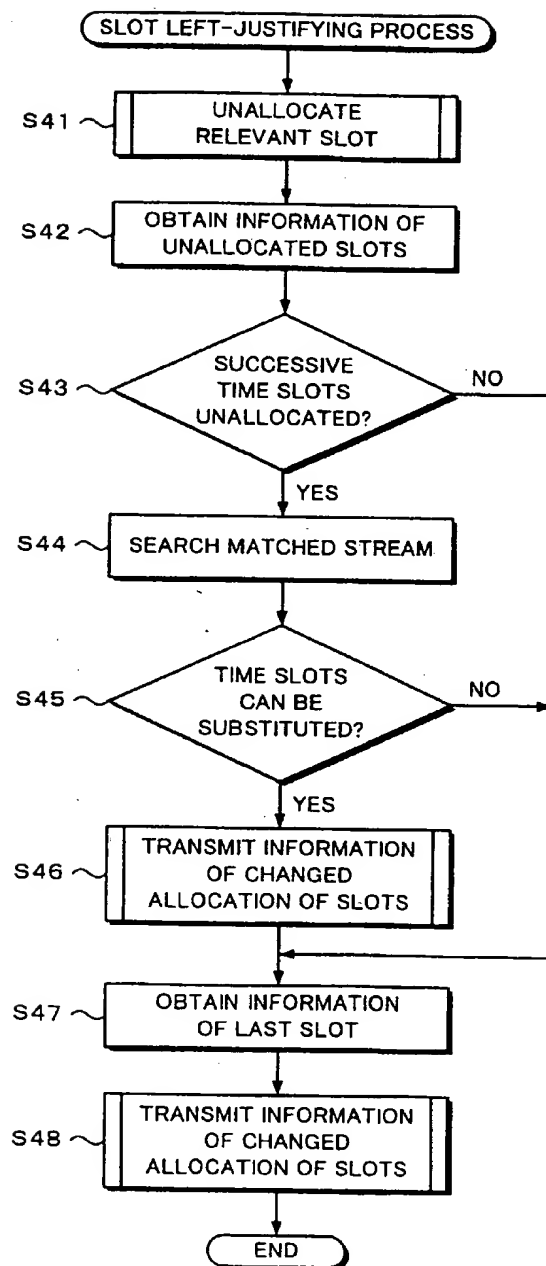 SLOT LEFT-JUSTIFYING PROCESS
S41
UNALLOCATE
RELEVANT SLOT
S42
OBTAIN INFORMATION OF
UNALLOCATED SLOTS
S43
SUCCESSIVE
TIME SLOTS
UNALLOCATED?
NO
YES
S44
SEARCH MATCHED STREAM
S45
TIME SLOTS
CAN BE
SUBSTITUTED?
NO
YES
S46
TRANSMIT INFORMATION
OF CHANGED
ALLOCATION OF SLOTS
S47
OBTAIN INFORMATION
OF LAST SLOT
S48
TRANSMIT INFORMATION
OF CHANGED
ALLOCATION OF SLOTS
END